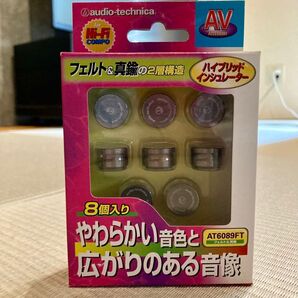 audio-technica
Hi-Fi
COMPO
AV
フェルト&真鍮の2層構造
ハイブリッド
インシュレーター
8個入り
AT6089FT
やわらかい音色と
広がりのある音像